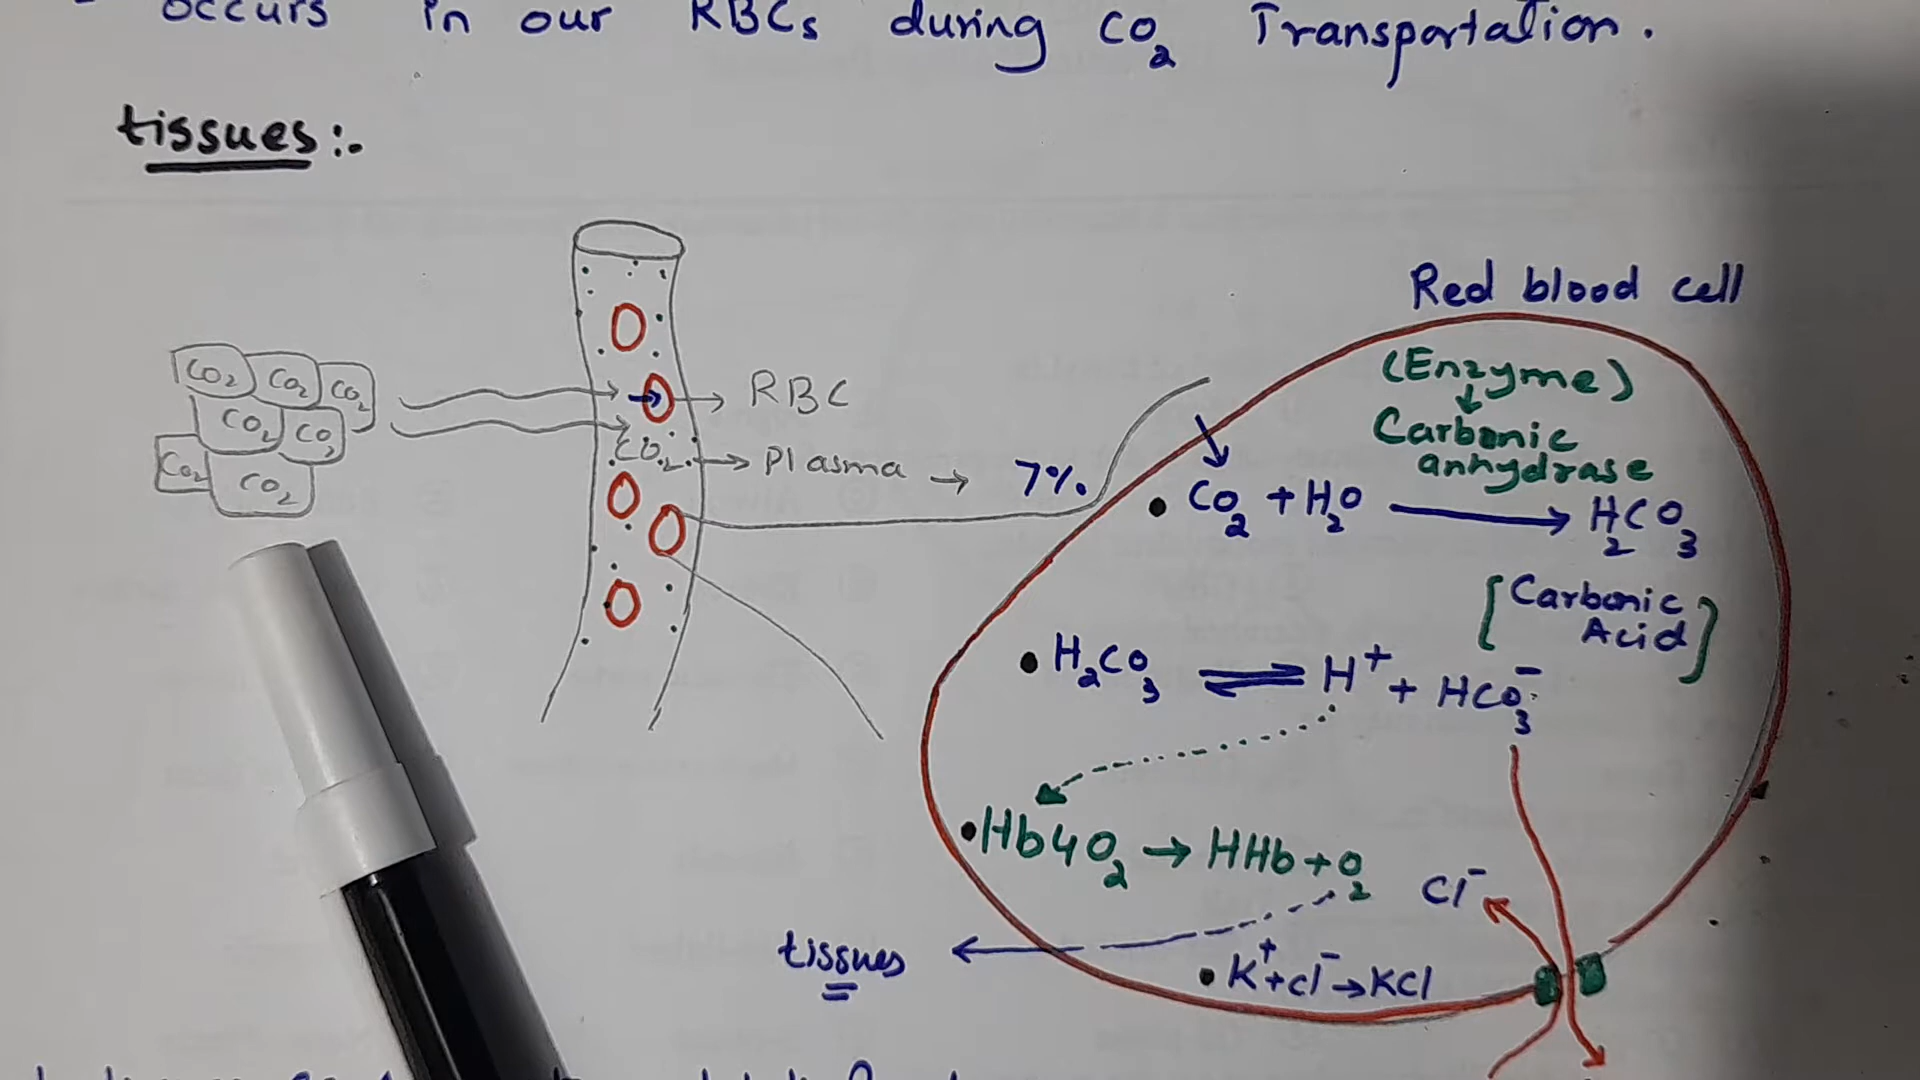 occurs in our RBCs during CO2 Transportation.
tissues:-
Red blood cell
(Enzyme)
↓
Carbonic
anhydrase
CO2 CO2 CO2
CO2 CO2
CO2 CO2
→ RBC
CO2 → Plasma → 7%.
• CO2 + H2O → H2CO3
[Carbonic
Acid]
• H2CO3 ⇌ H+ + HCO3-
• Hb4O2 → HHb + O2
Cl-
tissues
• K+ + Cl- → KCl